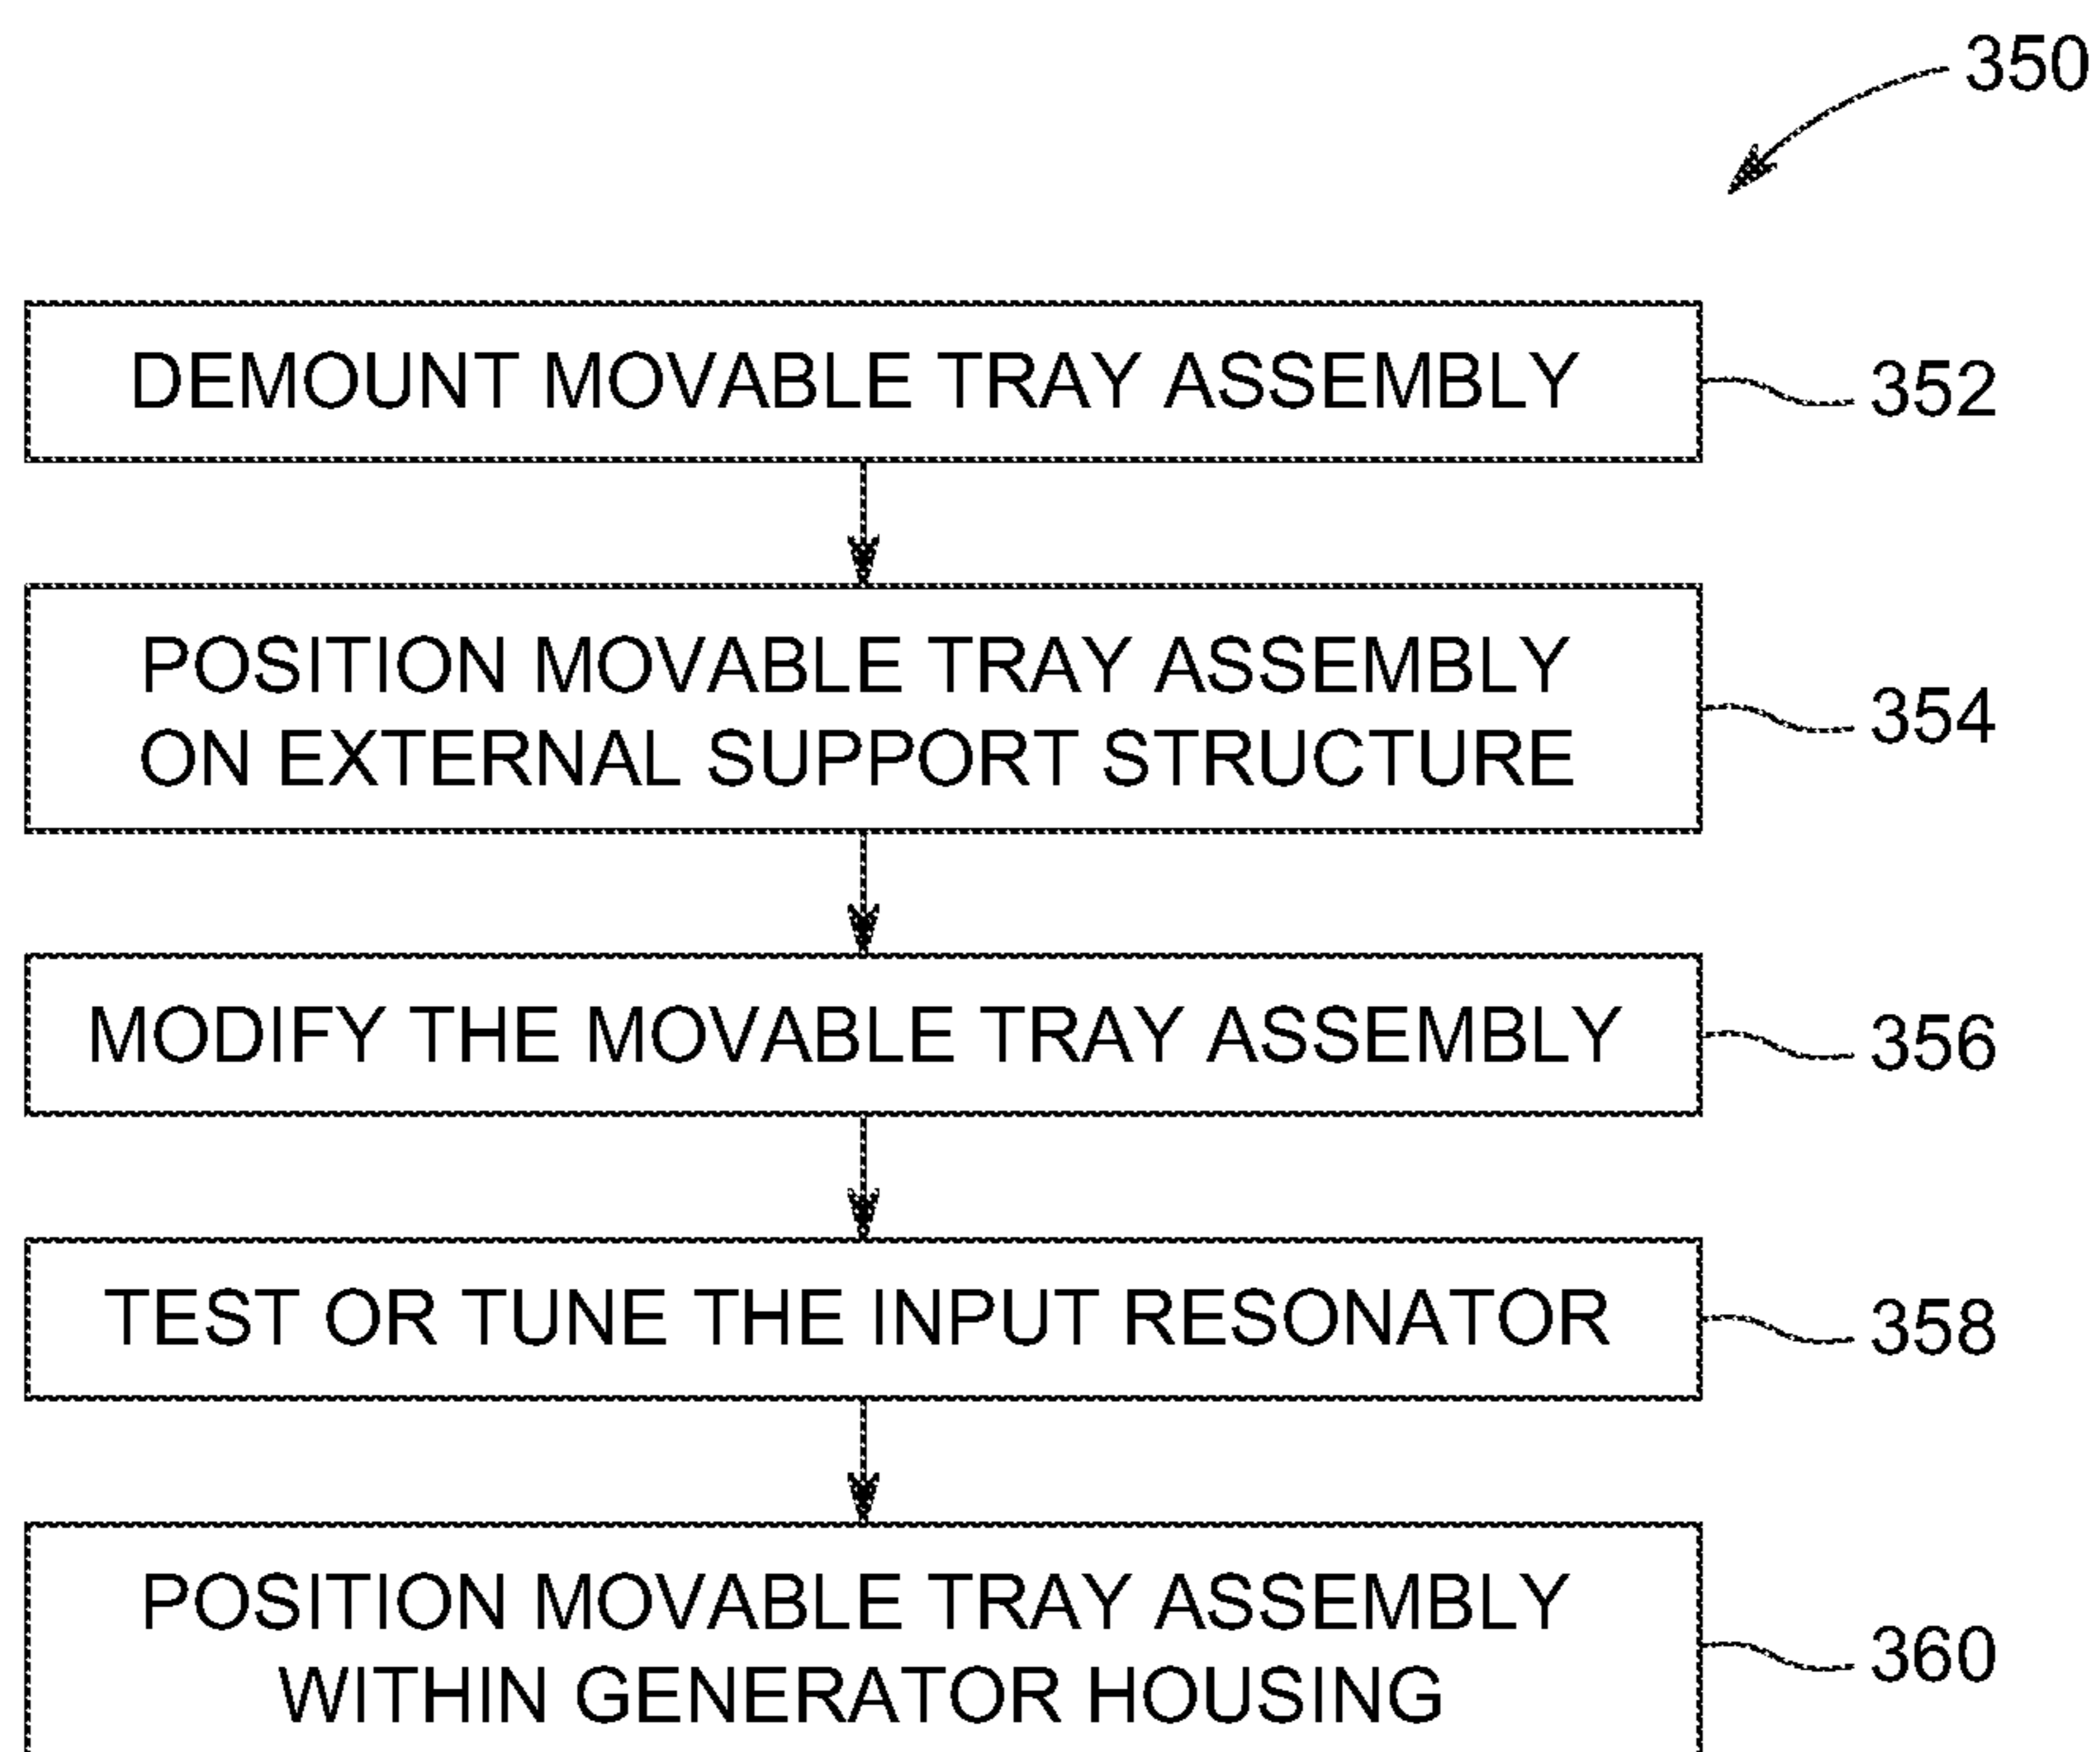 350
DEMOUNT MOVABLE TRAY ASSEMBLY
352
POSITION MOVABLE TRAY ASSEMBLY
ON EXTERNAL SUPPORT STRUCTURE
354
MODIFY THE MOVABLE TRAY ASSEMBLY
356
TEST OR TUNE THE INPUT RESONATOR
358
POSITION MOVABLE TRAY ASSEMBLY
WITHIN GENERATOR HOUSING
360